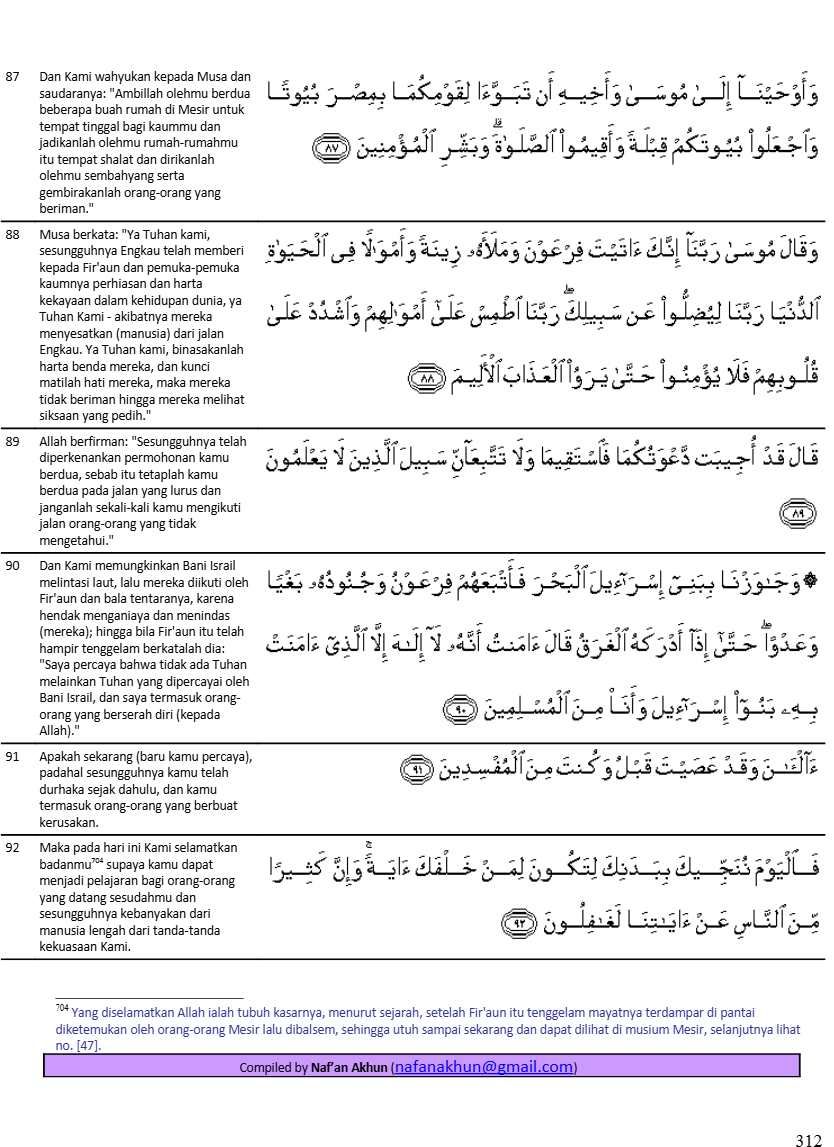 87 Dan Kami wahyukan kepada Musa dan
saudaranya: "Ambillah olehmu berdua
beberapa buah rumah di Mesir untuk
tempat tinggal bagi kaummu dan
jadikanlah olehmu rumah-rumahmu
itu tempat shalat dan dirikanlah
olehmu sembahyang serta
gembirakanlah orang-orang yang
beriman."
وَأَوْحَيْنَآ إِلَىٰ مُوسَىٰ وَأَخِيهِ أَن تَبَوَّءَا لِقَوْمِكُمَا بِمِصْرَ بُيُوتًا
وَٱجْعَلُوا۟ بُيُوتَكُمْ قِبْلَةً وَأَقِيمُوا۟ ٱلصَّلَوٰةَ ۗ وَبَشِّرِ ٱلْمُؤْمِنِينَ ﴿٨٧﴾
88 Musa berkata: "Ya Tuhan kami,
sesungguhnya Engkau telah memberi
kepada Fir'aun dan pemuka-pemuka
kaumnya perhiasan dan harta
kekayaan dalam kehidupan dunia, ya
Tuhan Kami - akibatnya mereka
menyesatkan (manusia) dari jalan
Engkau. Ya Tuhan kami, binasakanlah
harta benda mereka, dan kunci
matilah hati mereka, maka mereka
tidak beriman hingga mereka melihat
siksaan yang pedih."
وَقَالَ مُوسَىٰ رَبَّنَآ إِنَّكَ ءَاتَيْتَ فِرْعَوْنَ وَمَلَأَهُۥ زِينَةً وَأَمْوَٰلًا فِى ٱلْحَيَوٰةِ
ٱلدُّنْيَا رَبَّنَا لِيُضِلُّوا۟ عَن سَبِيلِكَ ۖ رَبَّنَا ٱطْمِسْ عَلَىٰٓ أَمْوَٰلِهِمْ وَٱشْدُدْ عَلَىٰ
قُلُوبِهِمْ فَلَا يُؤْمِنُوا۟ حَتَّىٰ يَرَوُا۟ ٱلْعَذَابَ ٱلْأَلِيمَ ﴿٨٨﴾
89 Allah berfirman: "Sesungguhnya telah
diperkenankan permohonan kamu
berdua, sebab itu tetaplah kamu
berdua pada jalan yang lurus dan
janganlah sekali-kali kamu mengikuti
jalan orang-orang yang tidak
mengetahui."
قَالَ قَدْ أُجِيبَت دَّعْوَتُكُمَا فَٱسْتَقِيمَا وَلَا تَتَّبِعَآنِّ سَبِيلَ ٱلَّذِينَ لَا يَعْلَمُونَ
﴿٨٩﴾
90 Dan Kami memungkinkan Bani Israil
melintasi laut, lalu mereka diikuti oleh
Fir'aun dan bala tentaranya, karena
hendak menganiaya dan menindas
(mereka); hingga bila Fir'aun itu telah
hampir tenggelam berkatalah dia:
"Saya percaya bahwa tidak ada Tuhan
melainkan Tuhan yang dipercayai oleh
Bani Israil, dan saya termasuk orang-
orang yang berserah diri (kepada
Allah)."
۞ وَجَٰوَزْنَا بِبَنِىٓ إِسْرَٰٓءِيلَ ٱلْبَحْرَ فَأَتْبَعَهُمْ فِرْعَوْنُ وَجُنُودُهُۥ بَغْيًا
وَعَدْوًا ۖ حَتَّىٰٓ إِذَآ أَدْرَكَهُ ٱلْغَرَقُ قَالَ ءَامَنتُ أَنَّهُۥ لَآ إِلَٰهَ إِلَّا ٱلَّذِىٓ ءَامَنَتْ
بِهِۦ بَنُوٓا۟ إِسْرَٰٓءِيلَ وَأَنَا۠ مِنَ ٱلْمُسْلِمِينَ ﴿٩٠﴾
91 Apakah sekarang (baru kamu percaya),
padahal sesungguhnya kamu telah
durhaka sejak dahulu, dan kamu
termasuk orang-orang yang berbuat
kerusakan.
ءَآلْـَٰٔنَ وَقَدْ عَصَيْتَ قَبْلُ وَكُنتَ مِنَ ٱلْمُفْسِدِينَ ﴿٩١﴾
92 Maka pada hari ini Kami selamatkan
badanmu704 supaya kamu dapat
menjadi pelajaran bagi orang-orang
yang datang sesudahmu dan
sesungguhnya kebanyakan dari
manusia lengah dari tanda-tanda
kekuasaan Kami.
فَٱلْيَوْمَ نُنَجِّيكَ بِبَدَنِكَ لِتَكُونَ لِمَنْ خَلْفَكَ ءَايَةً ۚ وَإِنَّ كَثِيرًا
مِّنَ ٱلنَّاسِ عَنْ ءَايَٰتِنَا لَغَٰفِلُونَ ﴿٩٢﴾
704 Yang diselamatkan Allah ialah tubuh kasarnya, menurut sejarah, setelah Fir'aun itu tenggelam mayatnya terdampar di pantai
diketemukan oleh orang-orang Mesir lalu dibalsem, sehingga utuh sampai sekarang dan dapat dilihat di musium Mesir, selanjutnya lihat
no. [47].
Compiled by Naf'an Akhun (nafanakhun@gmail.com)
312